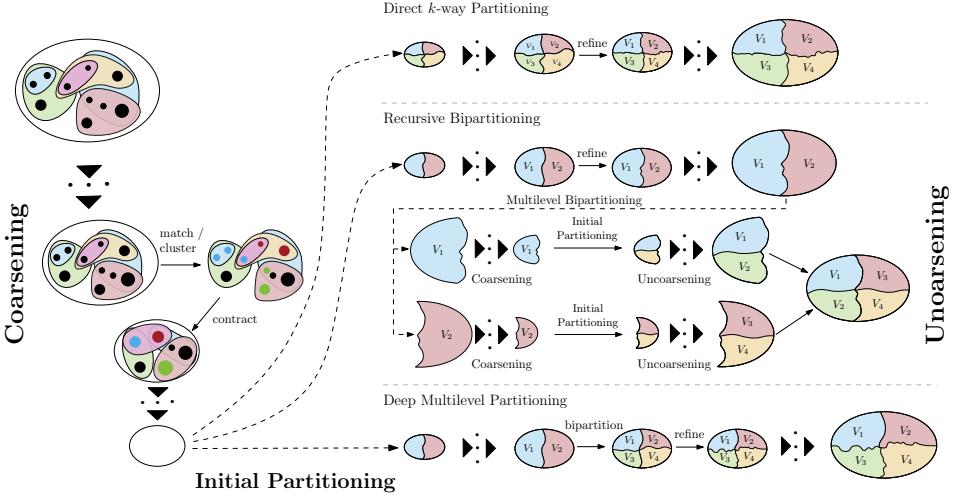 Direct k-way Partitioning
V1
V2
V3
V4
refine
V1
V2
V3
V4
V1
V2
V3
V4
Recursive Bipartitioning
V1
V2
refine
V1
V2
V1
V2
Multilevel Bipartitioning
V1
Coarsening
Initial
Partitioning
V1
V1
V2
Uncoarsening
V2
Coarsening
V2
Initial
Partitioning
V3
V4
Uncoarsening
V1
V3
V2
V4
Deep Multilevel Partitioning
V1
V2
bipartition
V1
V2
V3
V4
refine
V1
V2
V3
V4
V1
V2
V3
V4
Coarsening
match /
cluster
contract
Initial Partitioning
Unoarsening